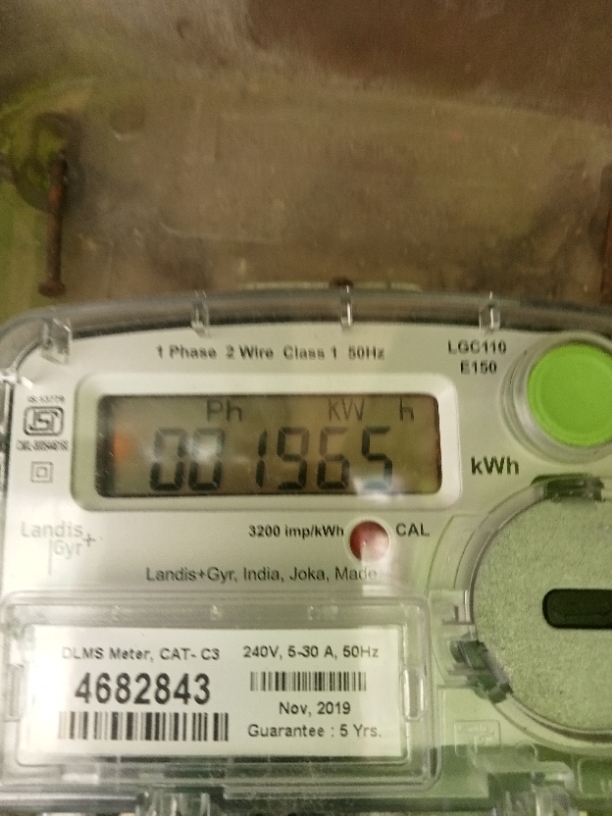 1 Phase 2 Wire Class 1 50Hz
LGC110
E150
Ph kW h
001965
kWh
Landis
Gyr+
3200 imp/kWh CAL
Landis+Gyr, India, Joka, Made
DLMS Meter, CAT- C3
4682843
240V, 5-30 A, 50Hz
Nov, 2019
Guarantee : 5 Yrs.